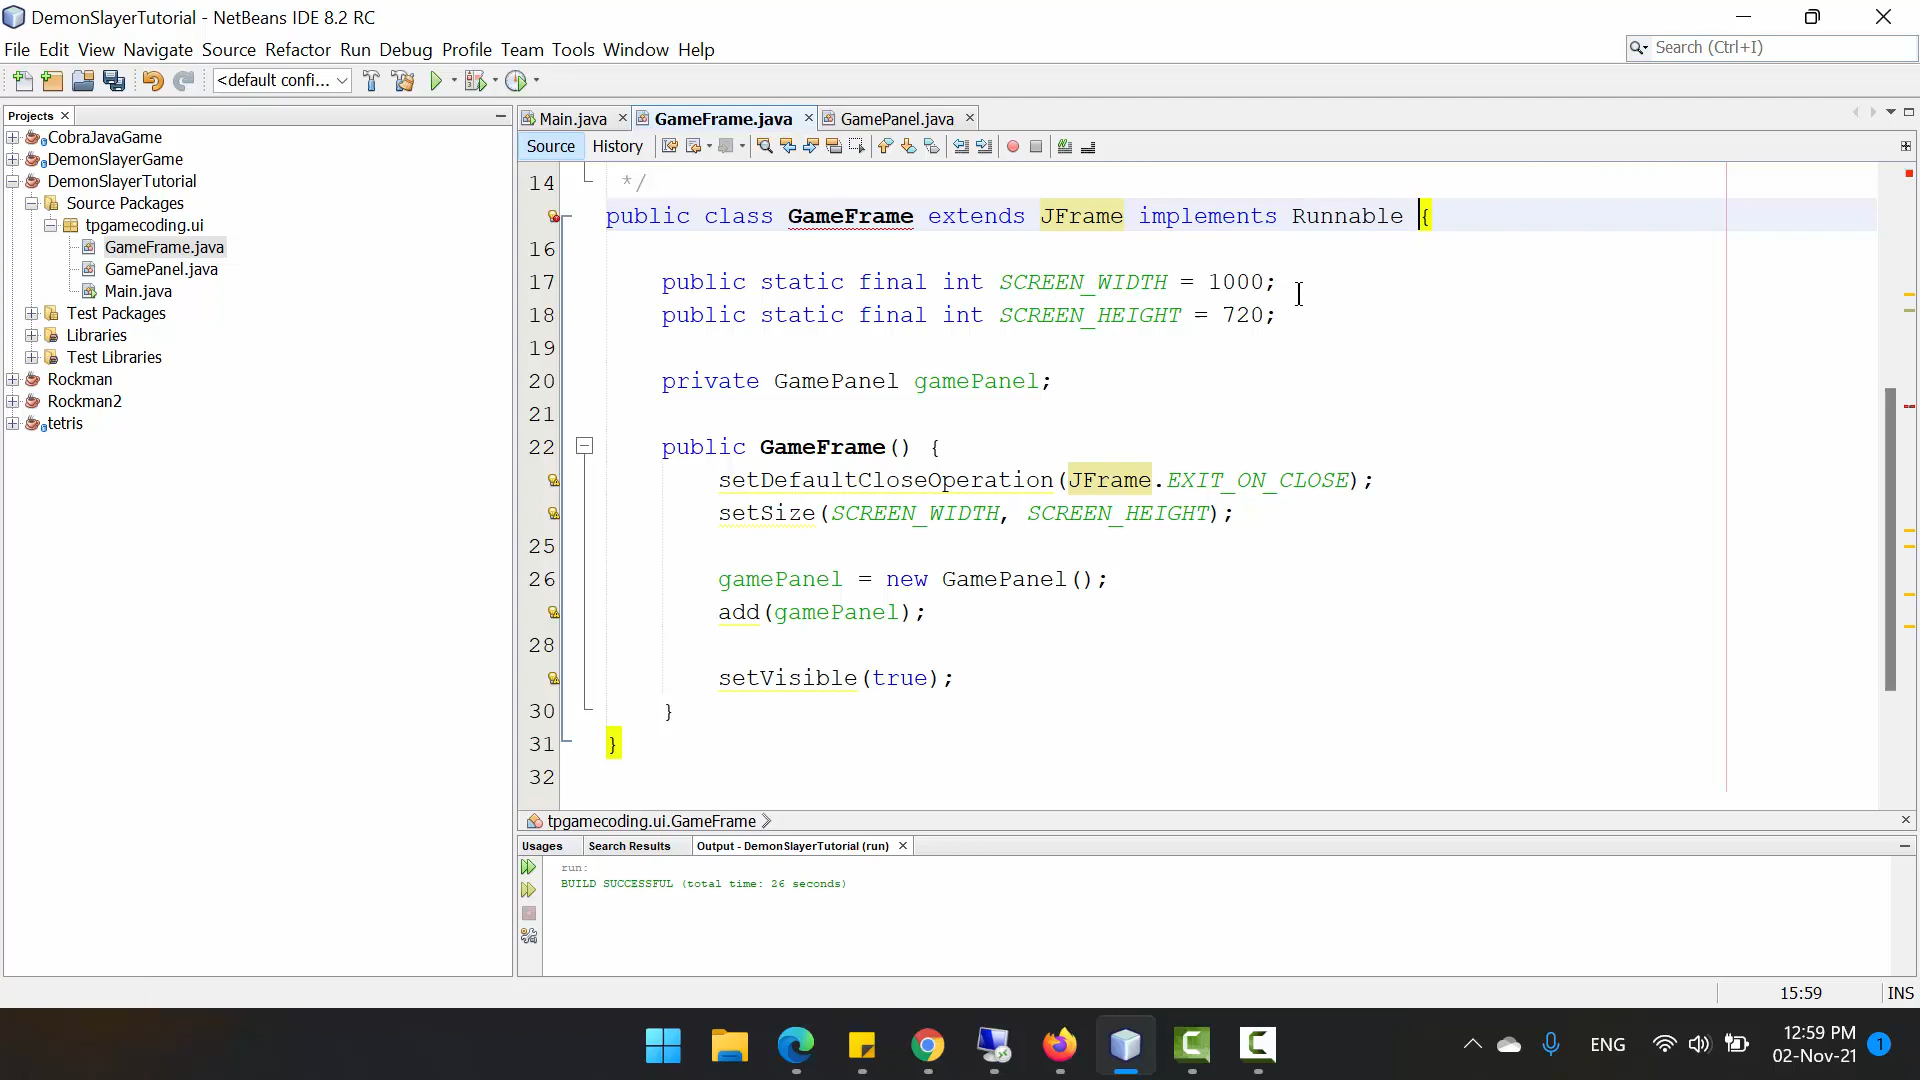 DemonSlayerTutorial - NetBeans IDE 8.2 RC
File Edit View Navigate Source Refactor Run Debug Profile Team Tools Window Help
Search (Ctrl+I)
<default confi...
Projects
CobraJavaGame
DemonSlayerGame
DemonSlayerTutorial
Source Packages
tpgamecoding.ui
GameFrame.java
GamePanel.java
Main.java
Test Packages
Libraries
Test Libraries
Rockman
Rockman2
tetris
Main.java GameFrame.java GamePanel.java
Source History
14 */
public class GameFrame extends JFrame implements Runnable {
16
17 public static final int SCREEN_WIDTH = 1000;
18 public static final int SCREEN_HEIGHT = 720;
19
20 private GamePanel gamePanel;
21
22 public GameFrame() {
setDefaultCloseOperation(JFrame.EXIT_ON_CLOSE);
setSize(SCREEN_WIDTH, SCREEN_HEIGHT);
25
26 gamePanel = new GamePanel();
add(gamePanel);
28
setVisible(true);
30 }
31 }
32
tpgamecoding.ui.GameFrame
Usages Search Results Output - DemonSlayerTutorial (run)
run:
BUILD SUCCESSFUL (total time: 26 seconds)
15:59 INS
ENG
12:59 PM
02-Nov-21
1